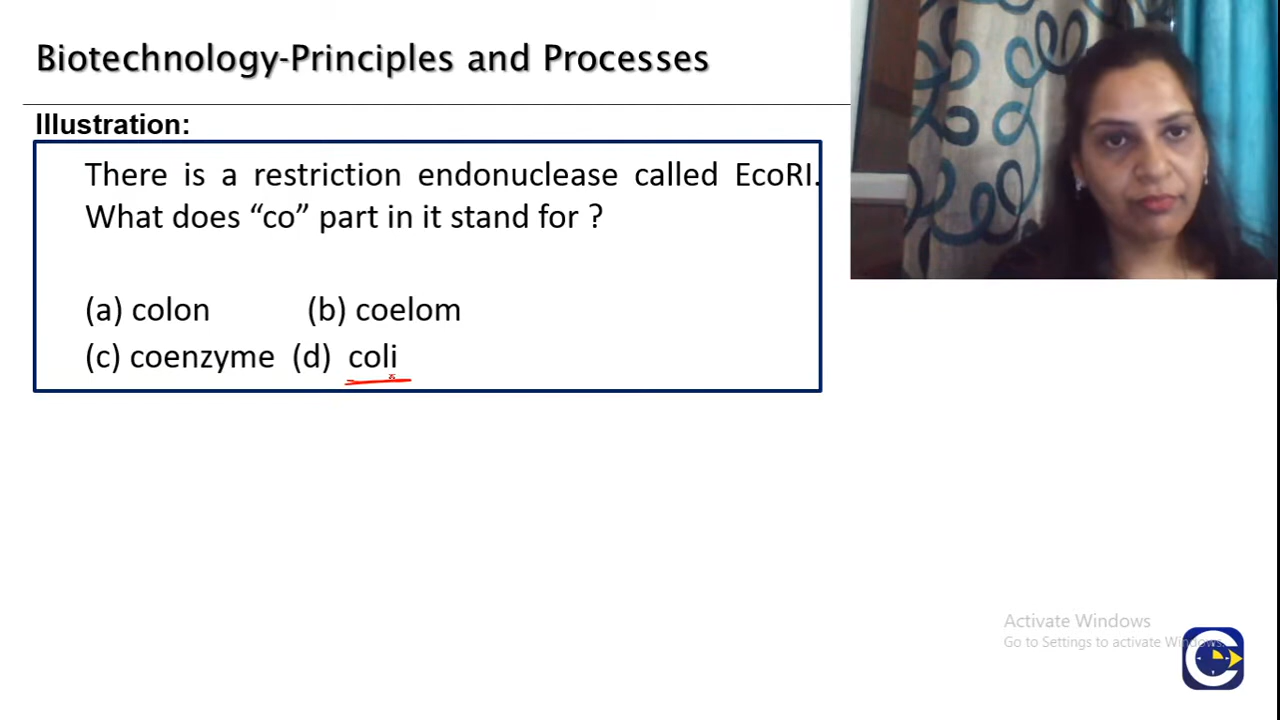 Biotechnology-Principles and Processes
Illustration:
There is a restriction endonuclease called EcoRI.
What does “co” part in it stand for ?
(a) colon (b) coelom
(c) coenzyme (d) coli
Activate Windows
Go to Settings to activate Windows.